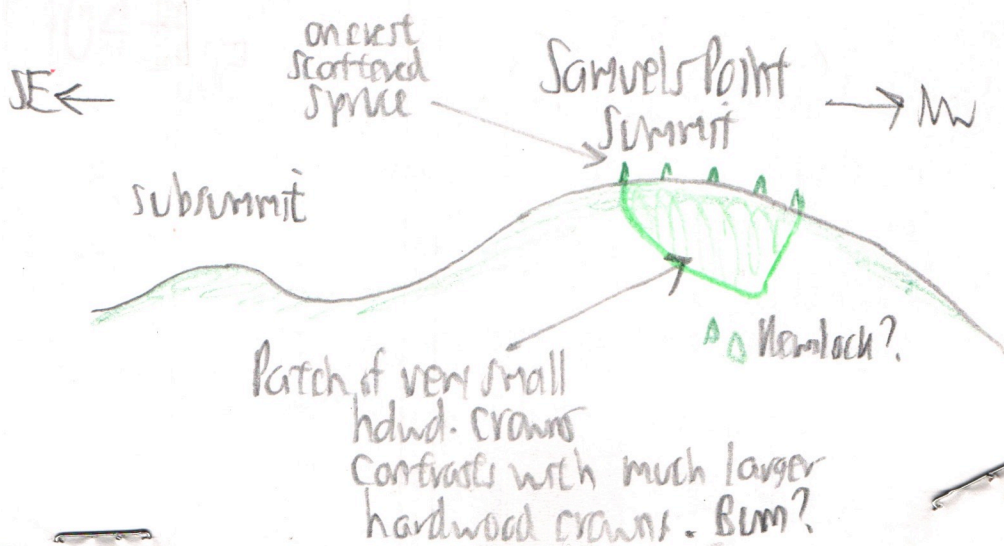 on crest
scattered
spruce
SE
Samuels Point
Summit
NW
subsummit
Hemlock?
Patch of very small
hdwd. crowns
contrasts with much larger
hardwood crowns. Burn?